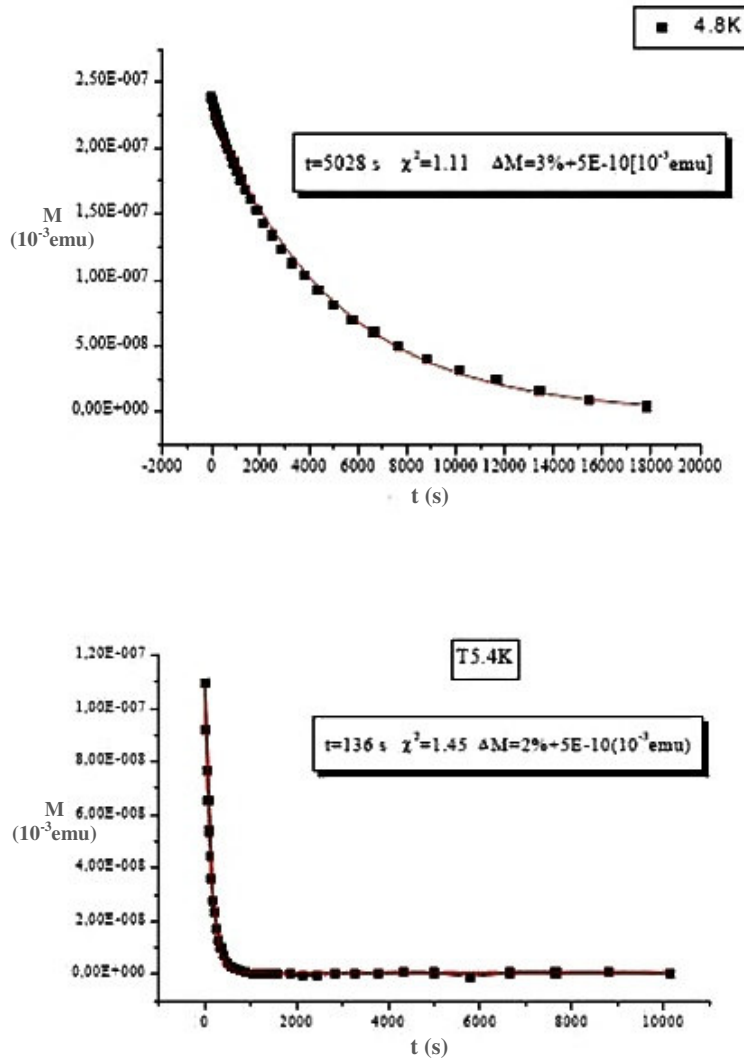 4.8K
2,50E-007
2,00E-007
1,50E-007
1,00E-007
5,00E-008
0,00E+000
M
(10⁻³emu)
t=5028 s χ²=1.11 ΔM=3%+5E-10[10⁻³emu]
-2000 0 2000 4000 6000 8000 10000 12000 14000 16000 18000 20000
t (s)
1,20E-007
1,00E-007
8,00E-008
6,00E-008
4,00E-008
2,00E-008
0,00E+000
M
(10⁻³emu)
T5.4K
t=136 s χ²=1.45 ΔM=2%+5E-10(10⁻³emu)
0 2000 4000 6000 8000 10000
t (s)